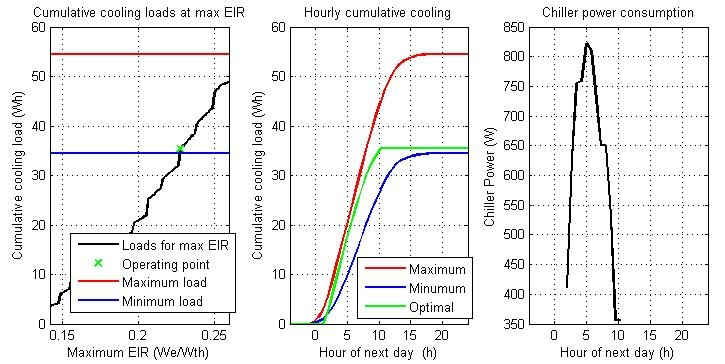 Cumulative cooling loads at max EIR
60
50
40
30
20
10
0
Cumulative cooling load (Wh)
0.15
0.2
0.25
Maximum EIR (We/Wth)
Loads for max EIR
Operating point
Maximum load
Minimum load
Hourly cumulative cooling
60
50
40
30
20
10
0
Cumulative cooling load (Wh)
0
5
10
15
20
Hour of next day (h)
Maximum
Minumum
Optimal
Chiller power consumption
850
800
750
700
650
600
550
500
450
400
350
Chiller Power (W)
0
5
10
15
20
Hour of next day (h)